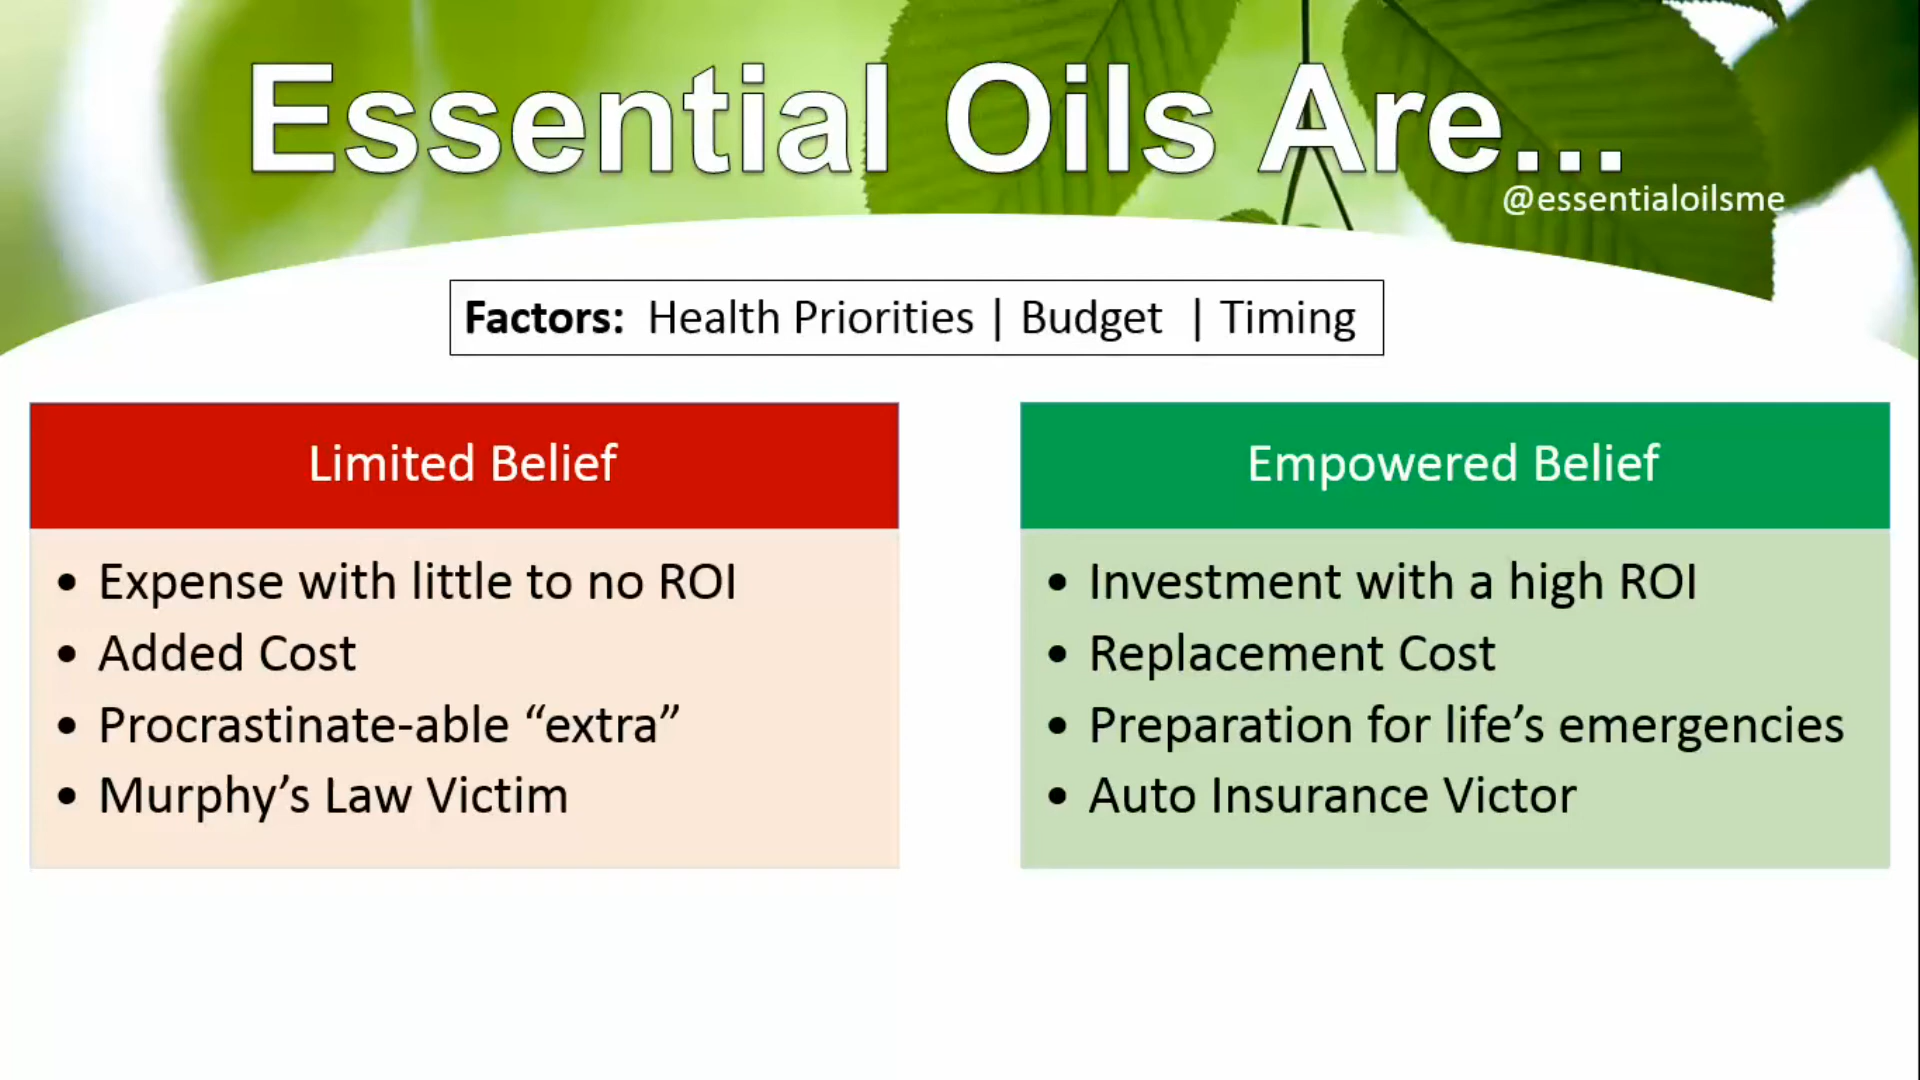 Essential Oils Are...
@essentialoilsme
Factors: Health Priorities | Budget | Timing
Limited Belief
• Expense with little to no ROI
• Added Cost
• Procrastinate-able “extra”
• Murphy’s Law Victim
Empowered Belief
• Investment with a high ROI
• Replacement Cost
• Preparation for life’s emergencies
• Auto Insurance Victor